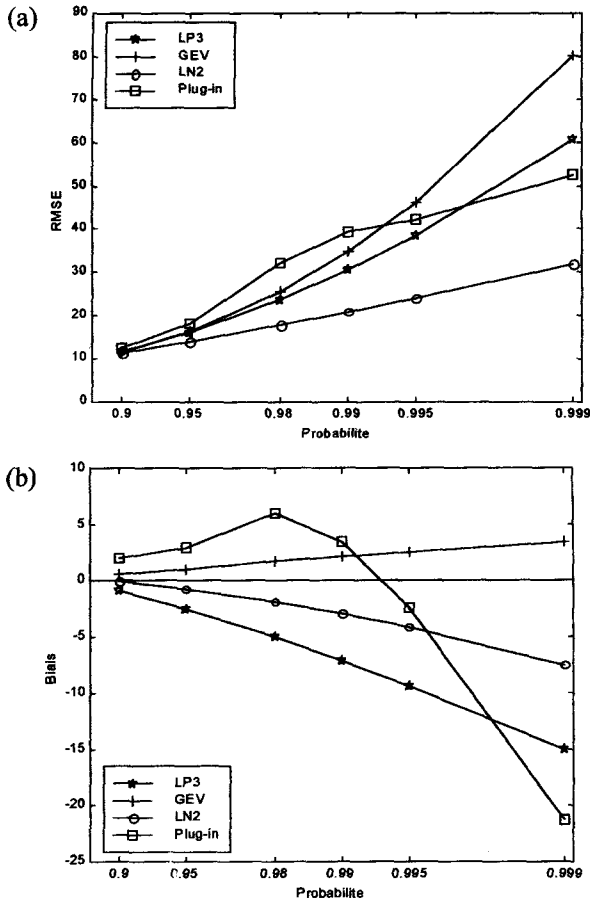 (a)
90
80
70
60
50
40
30
20
10
0
RMSE
LP3
GEV
LN2
Plug-in
0.9
0.95
0.98
0.99
0.995
0.999
Probabilite
(b)
10
5
0
-5
-10
-15
-20
-25
Biais
LP3
GEV
LN2
Plug-in
0.9
0.95
0.98
0.99
0.995
0.999
Probabilite